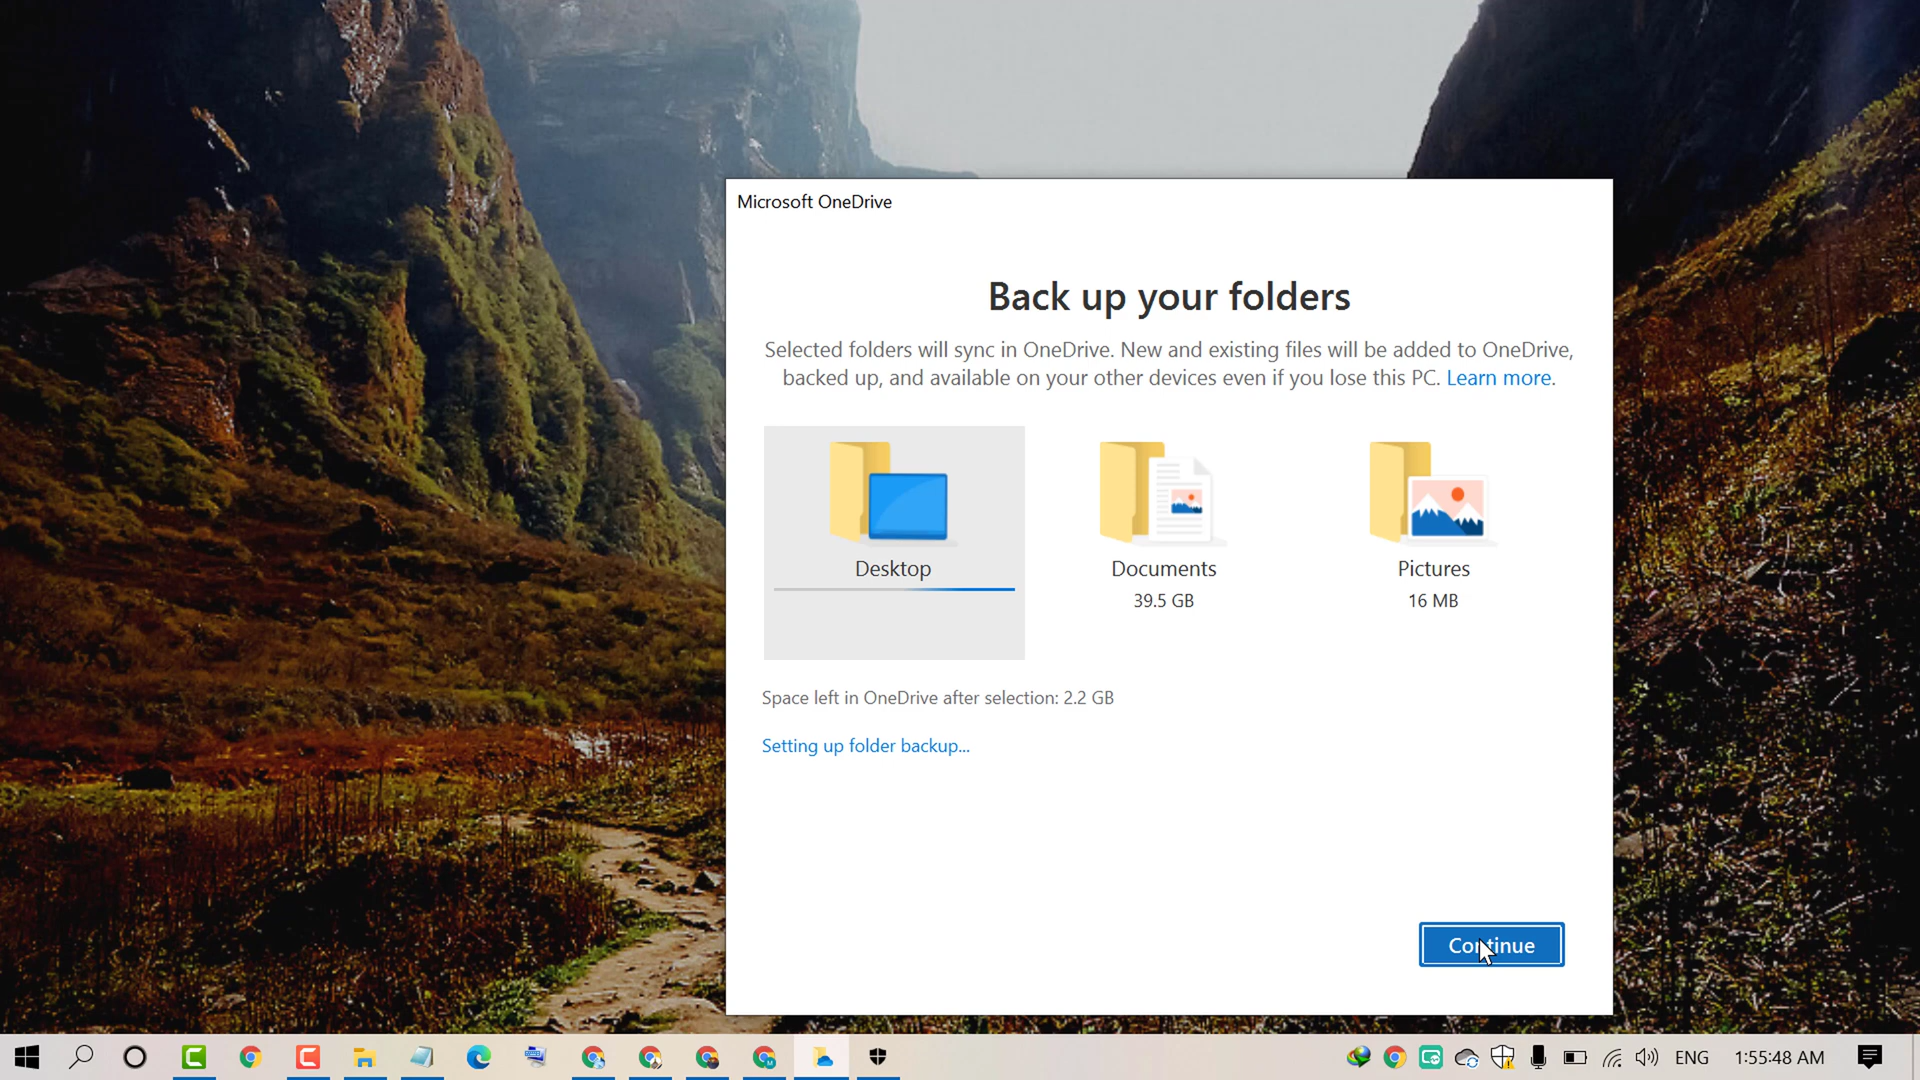 Microsoft OneDrive
Back up your folders
Selected folders will sync in OneDrive. New and existing files will be added to OneDrive,
backed up, and available on your other devices even if you lose this PC. Learn more.
Desktop
Documents
39.5 GB
Pictures
16 MB
Space left in OneDrive after selection: 2.2 GB
Setting up folder backup...
Continue
ENG
1:55:48 AM